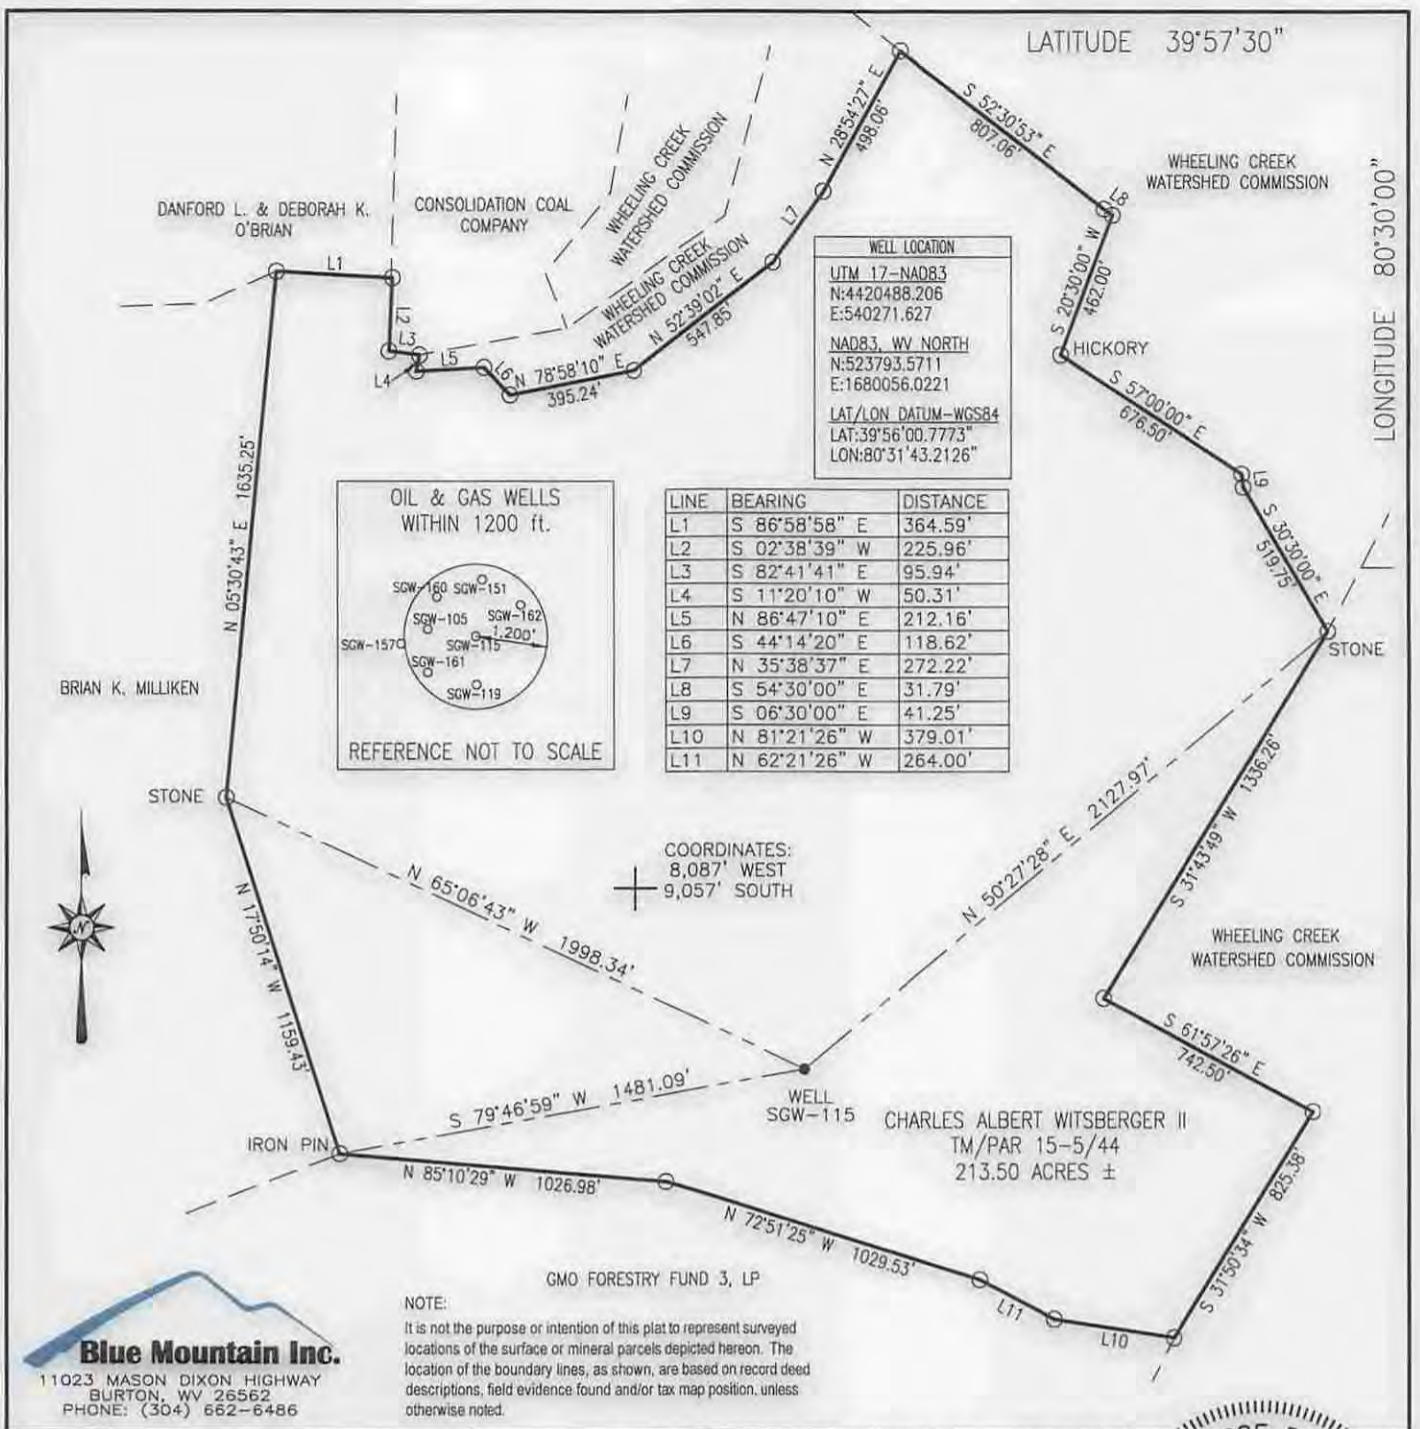 LATITUDE 39°57'30"
LONGITUDE 80°30'00"
N 28°54'27" E
498.06'
S 52°30'53" E
807.06
L8
WHEELING CREEK
WATERSHED COMMISSION
WHEELING CREEK
WATERSHED COMMISSION
WHEELING CREEK
WATERSHED COMMISSION
DANFORD L. & DEBORAH K.
O'BRIAN
CONSOLIDATION COAL
COMPANY
L1
L2
L3
L4
L5
L6
N 78°58'10" E
395.24'
N 52°39'02" E
547.85'
L7
S 20°30'00" W
462.00'
HICKORY
S 57°00'00" E
676.50'
L9
S 30°30'00" E
519.75'
STONE
WELL LOCATION
UTM 17-NAD83
N:4420488.206
E:540271.627
NAD83, WV NORTH
N:523793.5711
E:1680056.0221
LAT/LON DATUM-WGS84
LAT:39°56'00.7773"
LON:80°31'43.2126"
N 05°30'43" E 1635.25'
OIL & GAS WELLS
WITHIN 1200 ft.
SGW-160 SGW-151
SGW-105 SGW-162
1,200'
SGW-157 SGW-115
SGW-161
SGW-119
REFERENCE NOT TO SCALE
LINE BEARING DISTANCE
L1 S 86°58'58" E 364.59'
L2 S 02°38'39" W 225.96'
L3 S 82°41'41" E 95.94'
L4 S 11°20'10" W 50.31'
L5 N 86°47'10" E 212.16'
L6 S 44°14'20" E 118.62'
L7 N 35°38'37" E 272.22'
L8 S 54°30'00" E 31.79'
L9 S 06°30'00" E 41.25'
L10 N 81°21'26" W 379.01'
L11 N 62°21'26" W 264.00'
BRIAN K. MILLIKEN
STONE
N
N 65°06'43" W 1998.34'
COORDINATES:
8,087' WEST
9,057' SOUTH
N 50°27'28" E 2127.97'
S 31°43'49" W 1336.26'
WHEELING CREEK
WATERSHED COMMISSION
N 17°50'14" W 1159.43'
S 61°57'26" E
742.50'
S 79°46'59" W 1481.09'
WELL
SGW-115
CHARLES ALBERT WITSBERGER II
TM/PAR 15-5/44
213.50 ACRES ±
IRON PIN
N 85°10'29" W 1026.98'
N 72°51'25" W 1029.53'
S 31°50'34" W 825.38'
L11
L10
GMO FORESTRY FUND 3, LP
Blue Mountain Inc.
11023 MASON DIXON HIGHWAY
BURTON, WV 26562
PHONE: (304) 662-6486
NOTE:
It is not the purpose or intention of this plat to represent surveyed
locations of the surface or mineral parcels depicted hereon. The
location of the boundary lines, as shown, are based on record deed
descriptions, field evidence found and/or tax map position, unless
otherwise noted.